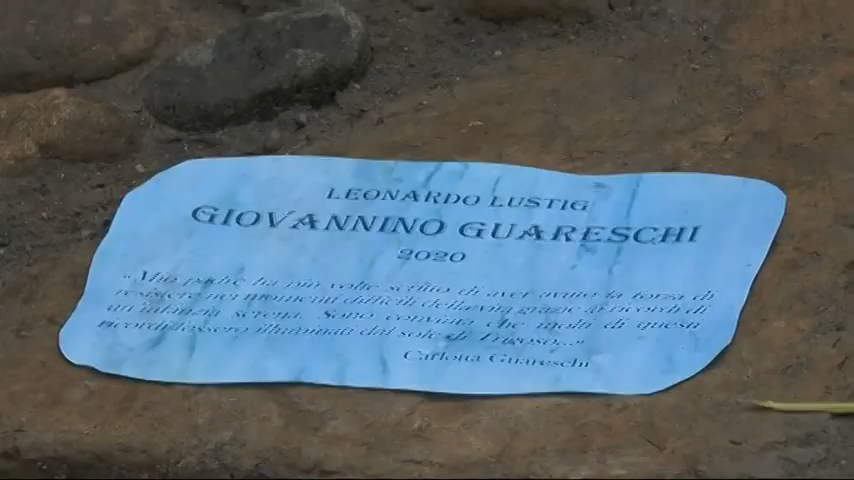 LEONARDO LUSTIG
GIOVANNINO GUARESCHI
2020
«Mio padre ha più volte scritto di aver avuto la forza di
resistere nei momenti difficili della vita grazie ai ricordi di
un'infanzia serena. Sono convinta che molti di questi
ricordi fossero illuminati dal sole di Trigoso...»
Carlotta Guareschi